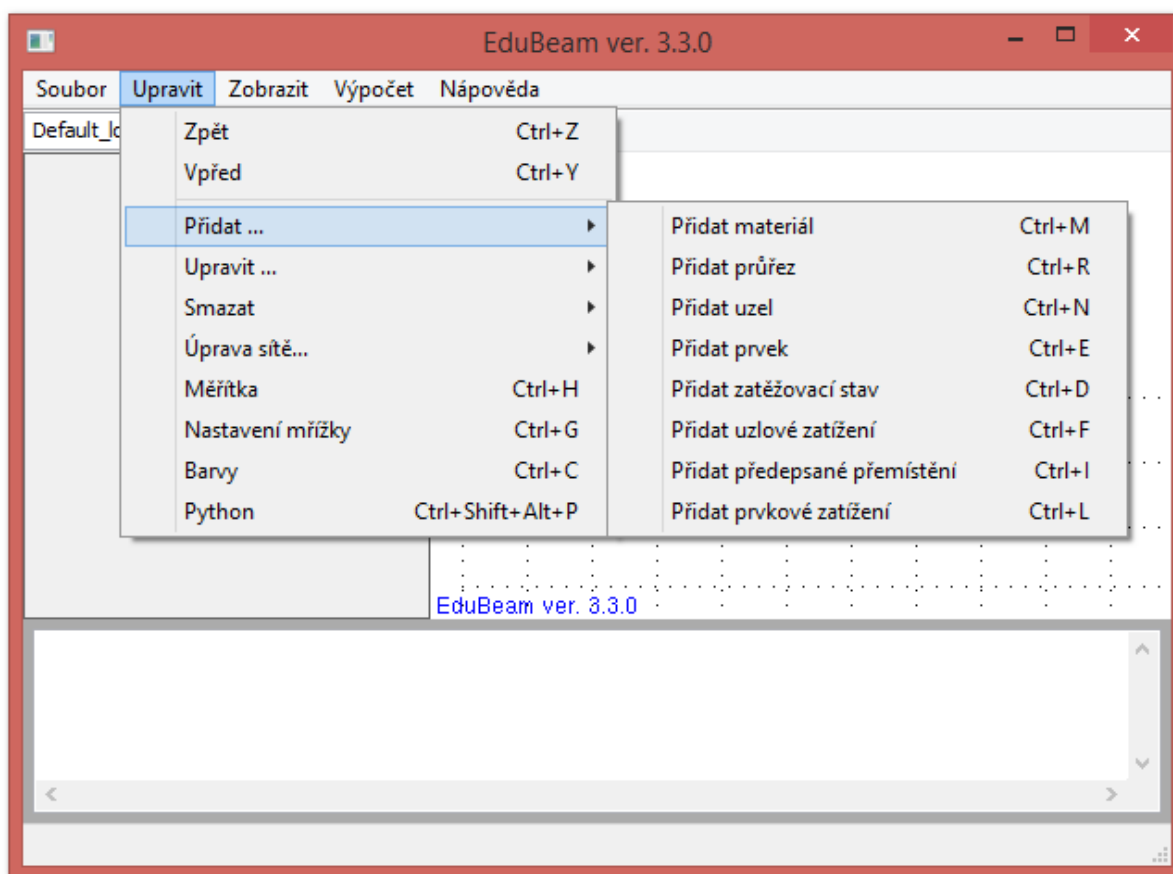 EduBeam ver. 3.3.0
Soubor Upravit Zobrazit Výpočet Nápověda
Default_lo
Zpět Ctrl+Z
Vpřed Ctrl+Y
Přidat ...
Upravit ...
Smazat
Úprava sítě...
Měřítka Ctrl+H
Nastavení mřížky Ctrl+G
Barvy Ctrl+C
Python Ctrl+Shift+Alt+P
Přidat materiál Ctrl+M
Přidat průřez Ctrl+R
Přidat uzel Ctrl+N
Přidat prvek Ctrl+E
Přidat zatěžovací stav Ctrl+D
Přidat uzlové zatížení Ctrl+F
Přidat předepsané přemístění Ctrl+I
Přidat prvkové zatížení Ctrl+L
EduBeam ver. 3.3.0